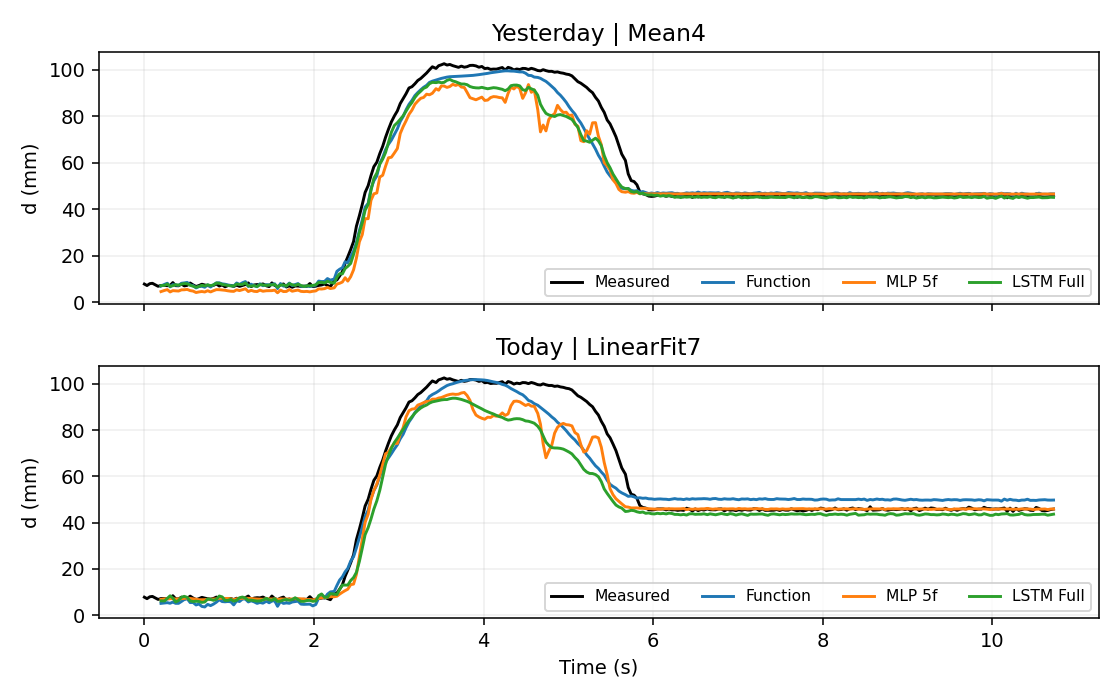 Yesterday | Mean4
d (mm)
100
80
60
40
20
0
Measured Function MLP 5f LSTM Full
Today | LinearFit7
d (mm)
100
80
60
40
20
0
Measured Function MLP 5f LSTM Full
0 2 4 6 8 10
Time (s)